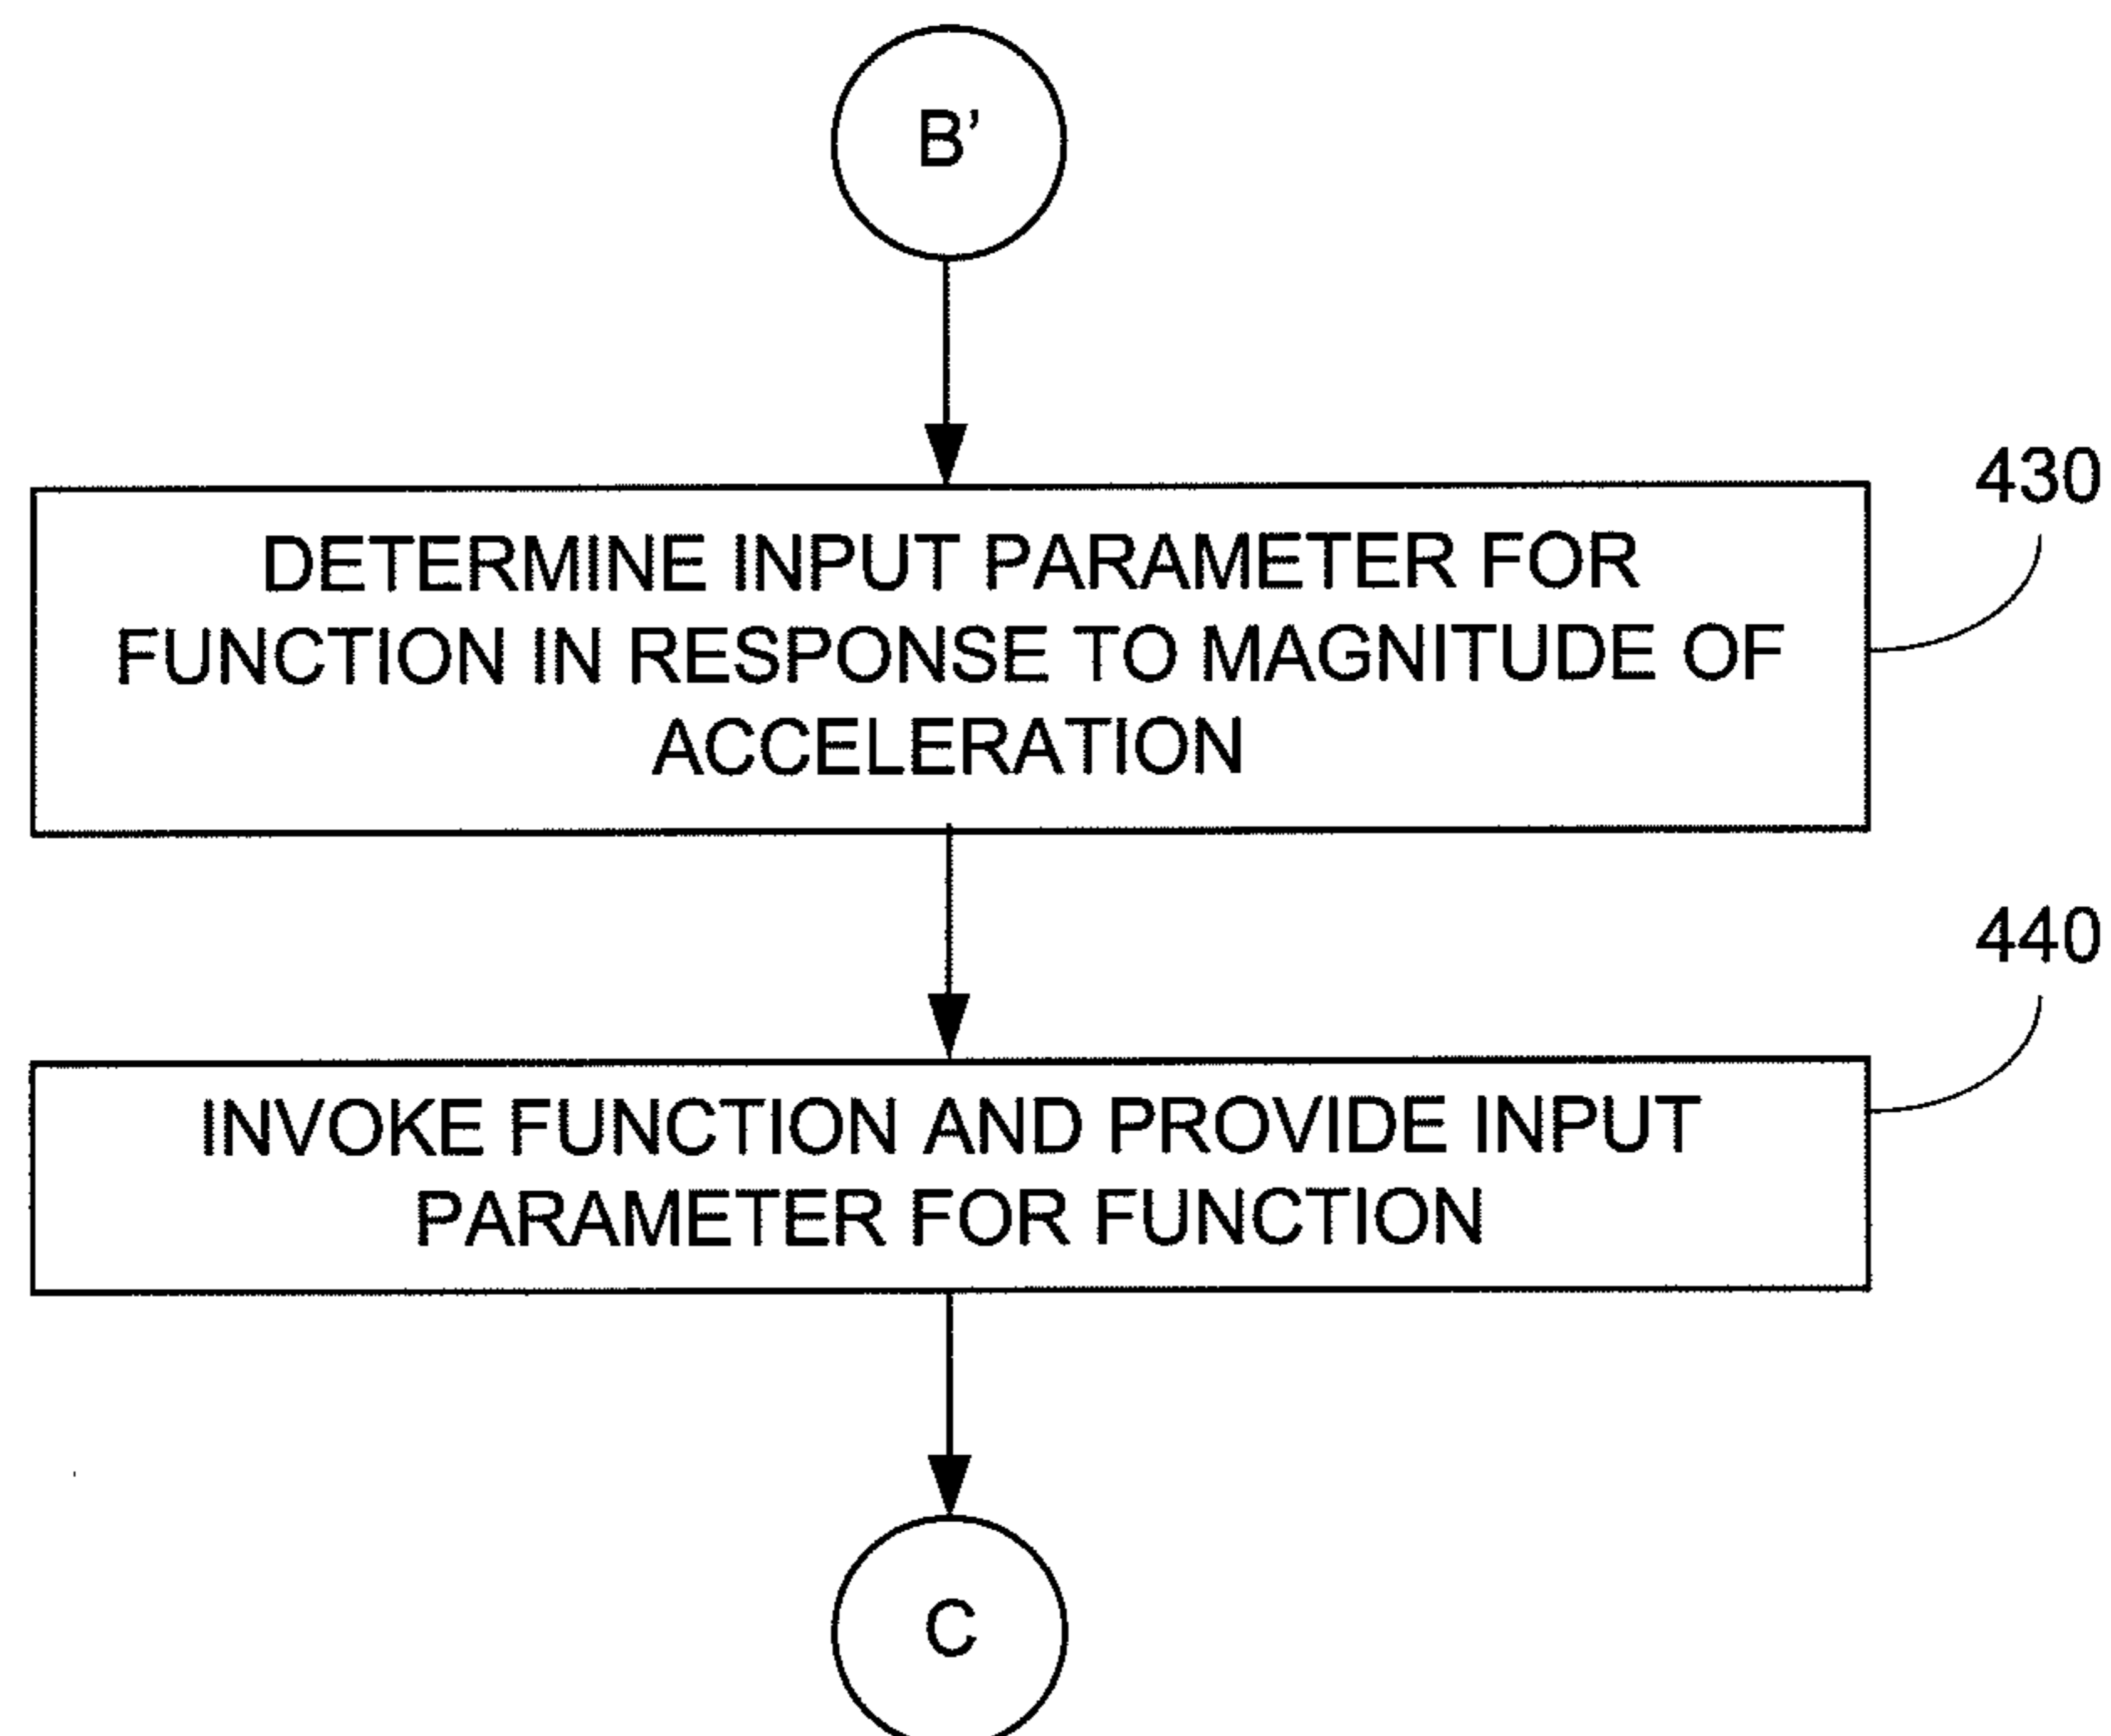 B’
430
DETERMINE INPUT PARAMETER FOR
FUNCTION IN RESPONSE TO MAGNITUDE OF
ACCELERATION
440
INVOKE FUNCTION AND PROVIDE INPUT
PARAMETER FOR FUNCTION
C